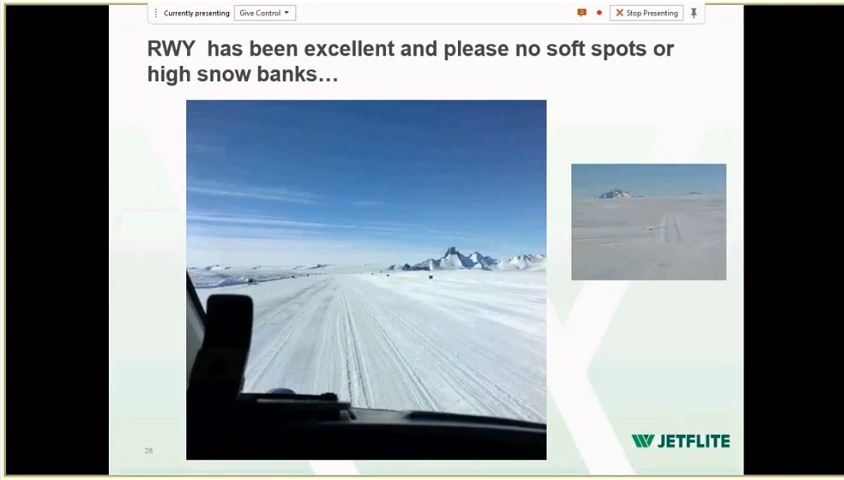 Currently presenting
Give Control
Stop Presenting
RWY has been excellent and please no soft spots or
high snow banks…
JETFLITE
28